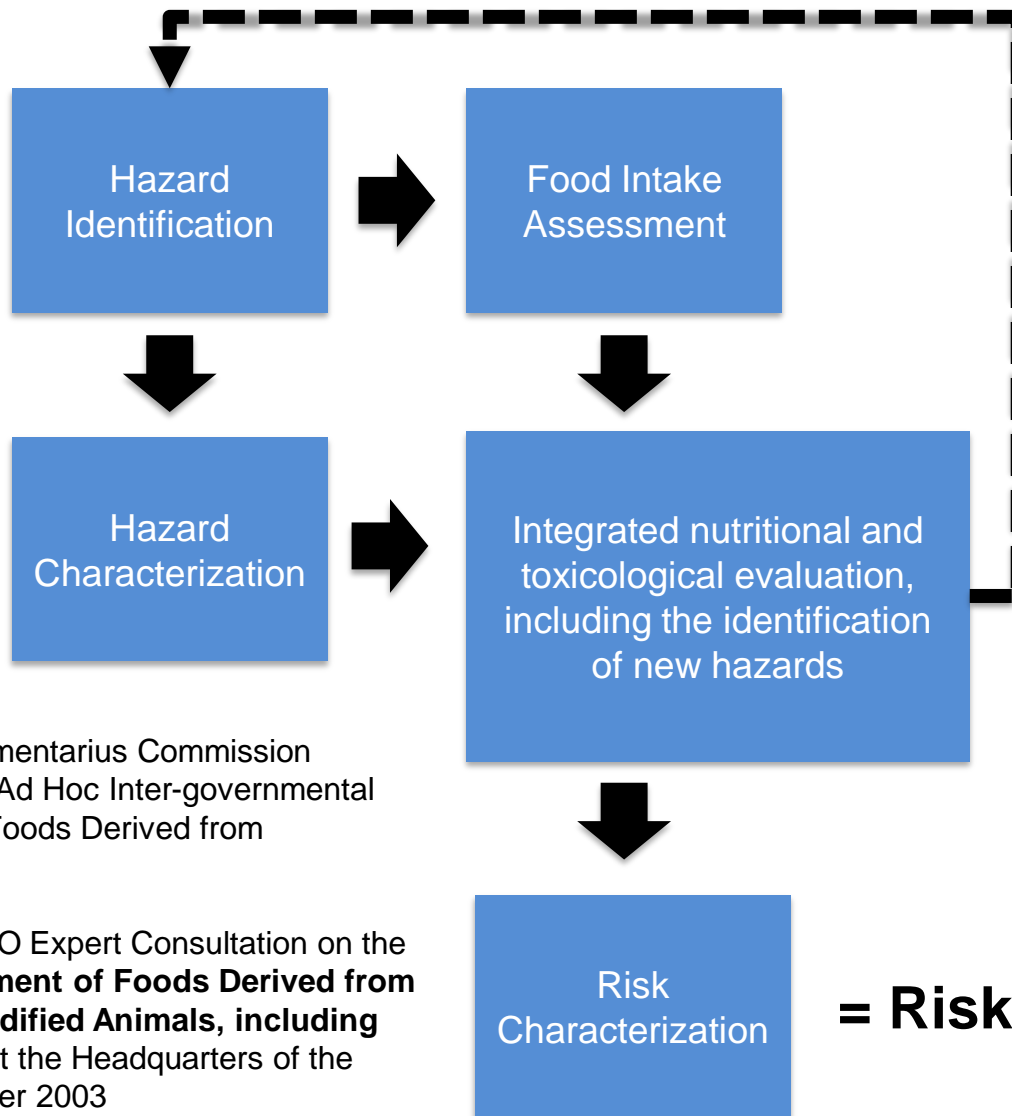 Hazard
Identification
Food Intake
Assessment
Hazard
Characterization
Integrated nutritional and
toxicological evaluation,
including the identification
of new hazards
mentarius Commission
Ad Hoc Inter-governmental
oods Derived from
O Expert Consultation on the
ment of Foods Derived from
dified Animals, including
t the Headquarters of the
er 2003
Risk
Characterization
= Risk